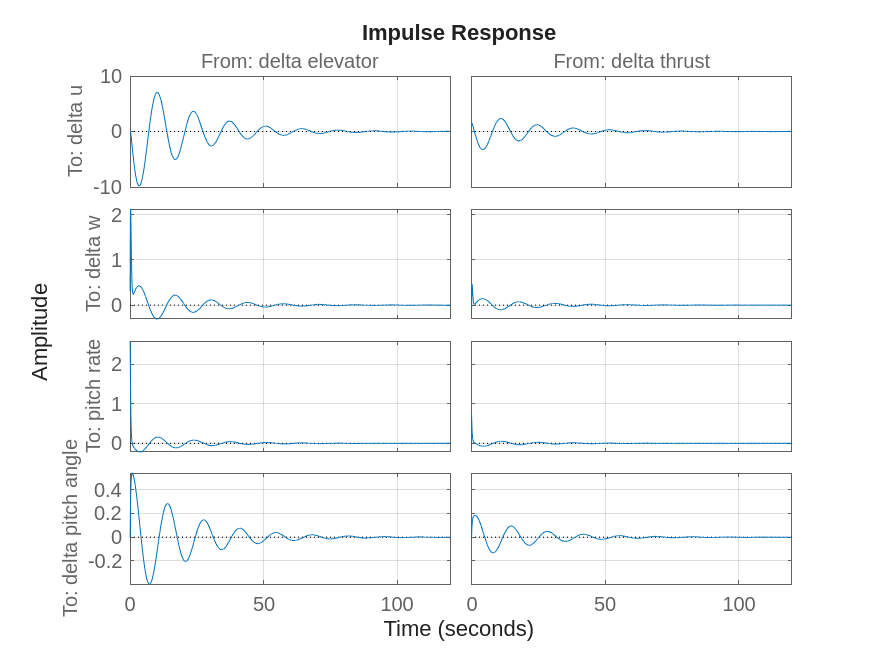 Impulse Response
From: delta elevator
From: delta thrust
To: delta u
10
0
-10
To: delta w
2
1
0
Amplitude
To: pitch rate
2
1
0
To: delta pitch angle
0.4
0.2
0
-0.2
0
50
100
0
50
100
Time (seconds)